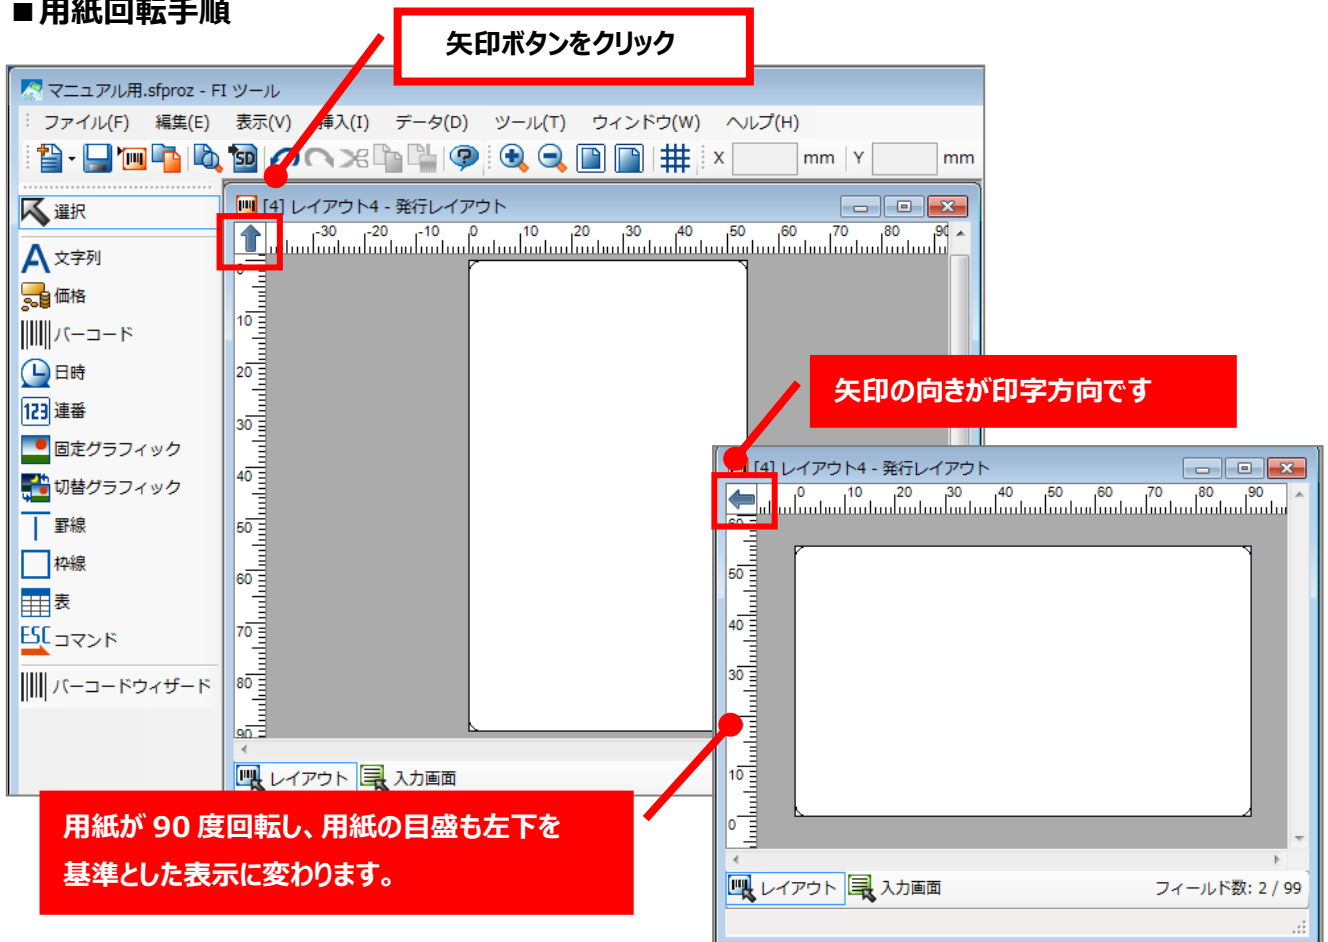 ■用紙回転手順
矢印ボタンをクリック
マニュアル用.sfproz - FI ツール
ファイル(F) 編集(E) 表示(V) 挿入(I) データ(D) ツール(T) ウィンドウ(W) ヘルプ(H)
SD X mm Y mm
選択
文字列
価格
バーコード
日時
123 連番
固定グラフィック
切替グラフィック
罫線
枠線
表
ESC コマンド
バーコードウィザード
[4] レイアウト4 - 発行レイアウト
-30 -20 -10 0 10 20 30 40 50 60 70 80 90
0
10
20
30
40
50
60
70
80
90
レイアウト 入力画面
矢印の向きが印字方向です
[4] レイアウト4 - 発行レイアウト
0 10 20 30 40 50 60 70 80 90
60
50
40
30
10
0
レイアウト 入力画面 フィールド数: 2 / 99
用紙が 90 度回転し、用紙の目盛も左下を
基準とした表示に変わります。